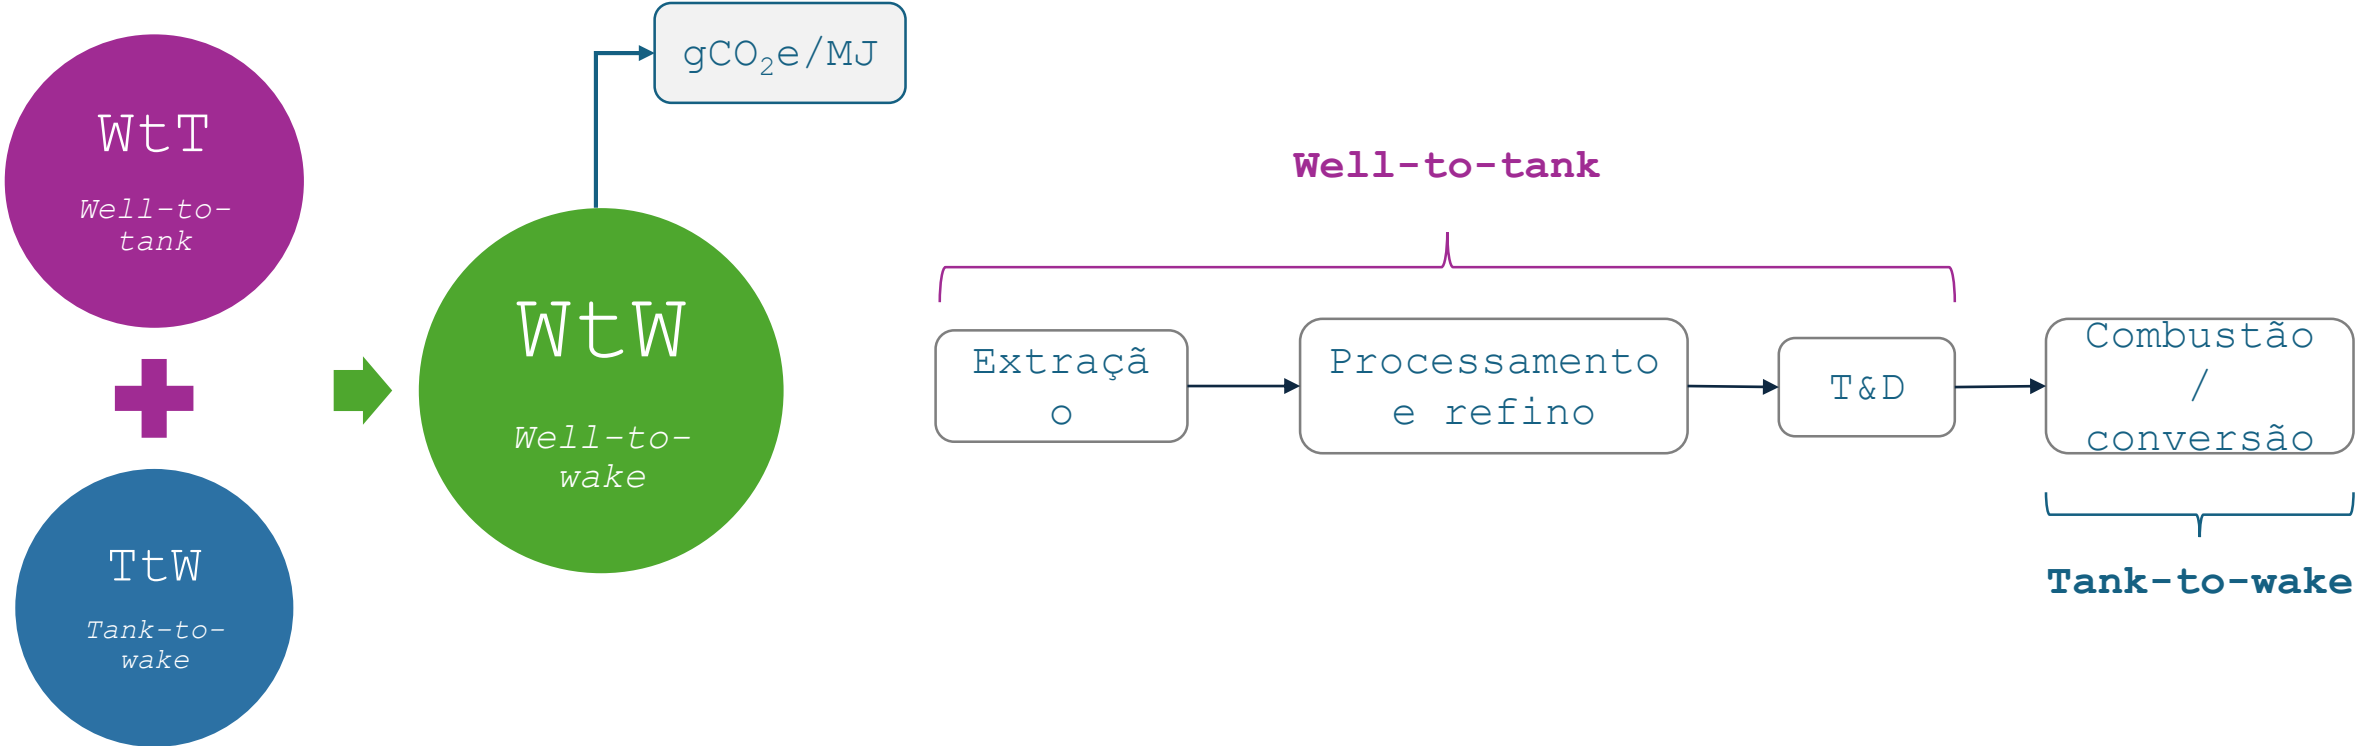 WtT
Well-to-
tank
TtW
Tank-to-
wake
WtW
Well-to-
wake
gCO₂e/MJ
Well-to-tank
Extraçã
o
Processamento
e refino
T&D
Combustão
/
conversão
Tank-to-wake